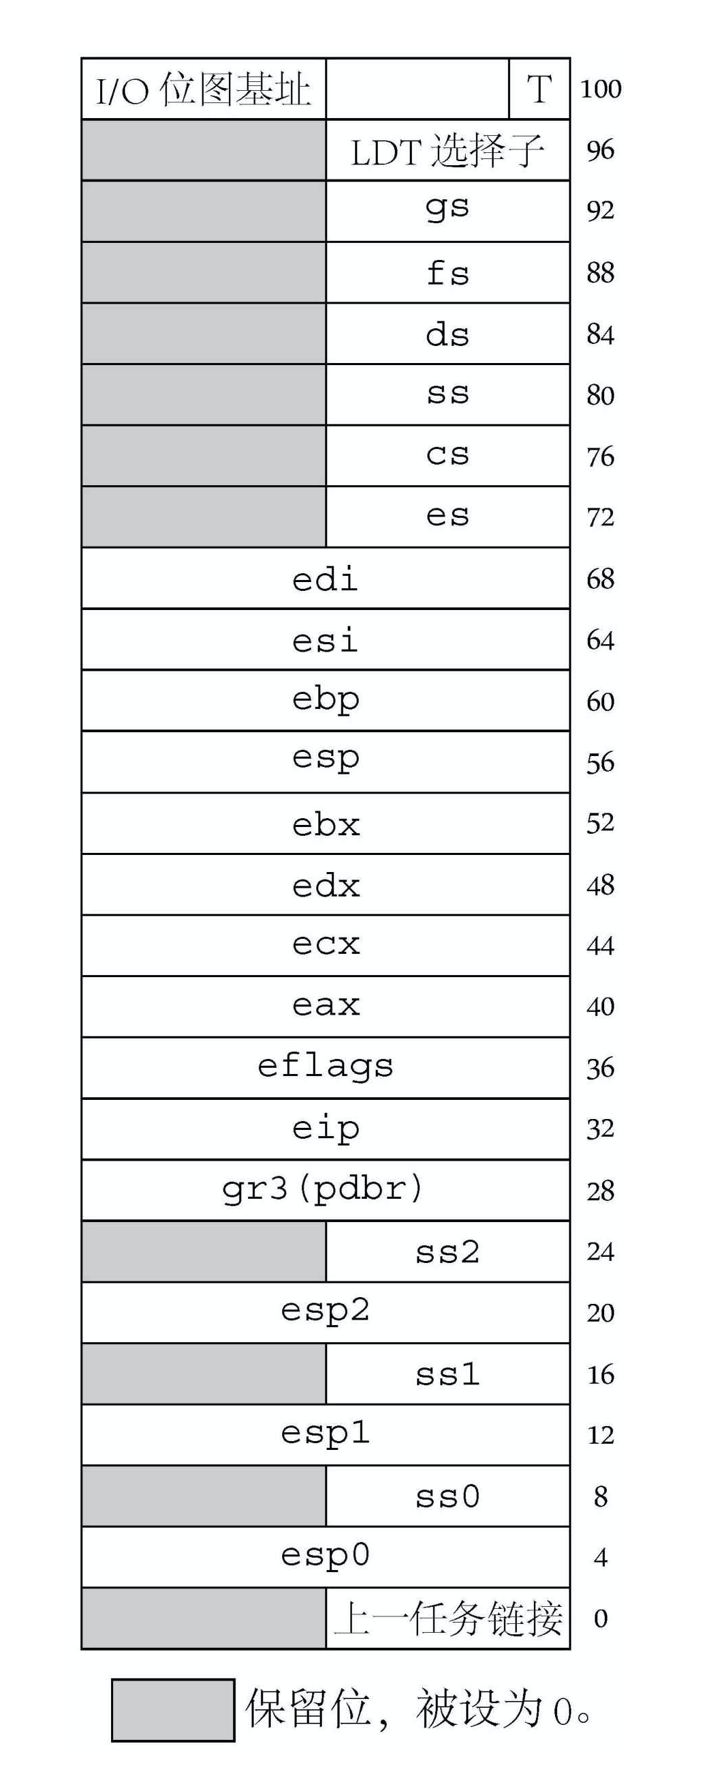 I/O 位图基址 T 100
LDT 选择子 96
gs 92
fs 88
ds 84
ss 80
cs 76
es 72
edi 68
esi 64
ebp 60
esp 56
ebx 52
edx 48
ecx 44
eax 40
eflags 36
eip 32
gr3(pdbr) 28
ss2 24
esp2 20
ss1 16
esp1 12
ss0 8
esp0 4
上一任务链接 0
保留位，被设为 0。